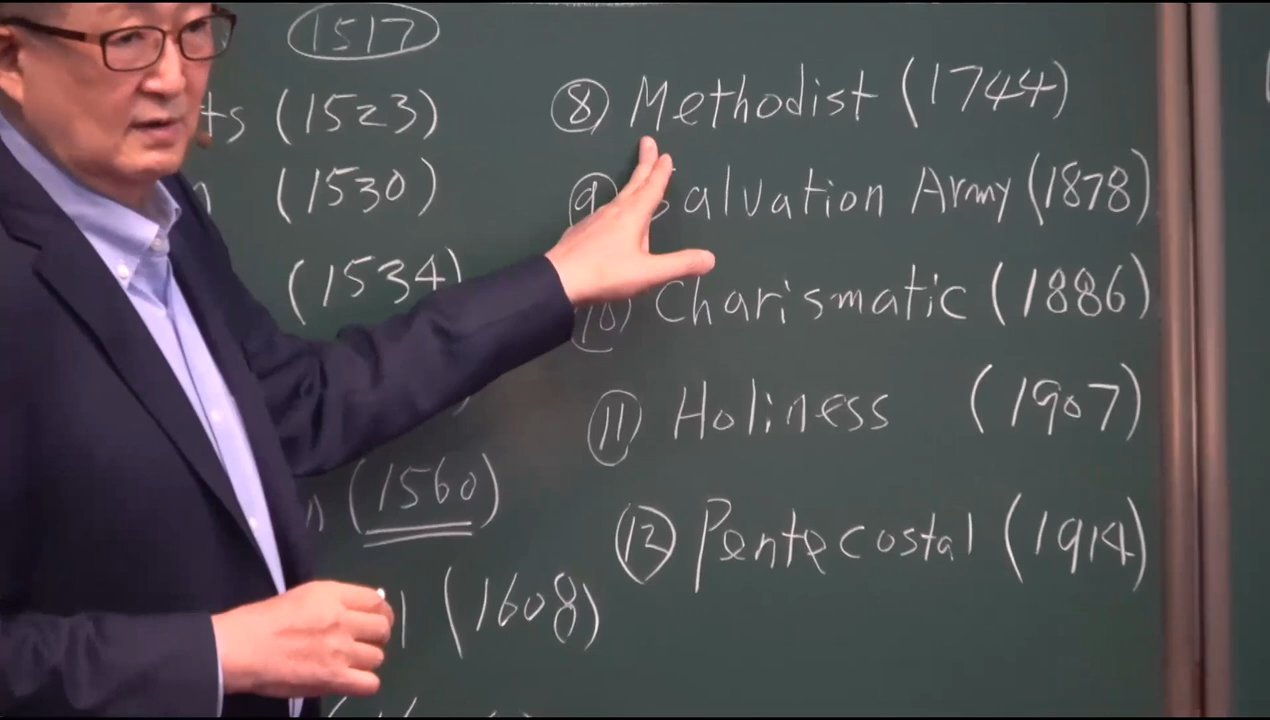 1517
ts (1523)
(1530)
(1534)
n (1560)
l (1608)
⑧ Methodist (1744)
⑨ Salvation Army (1878)
⑩ Charismatic (1886)
⑪ Holiness (1907)
⑫ Pentecostal (1914)